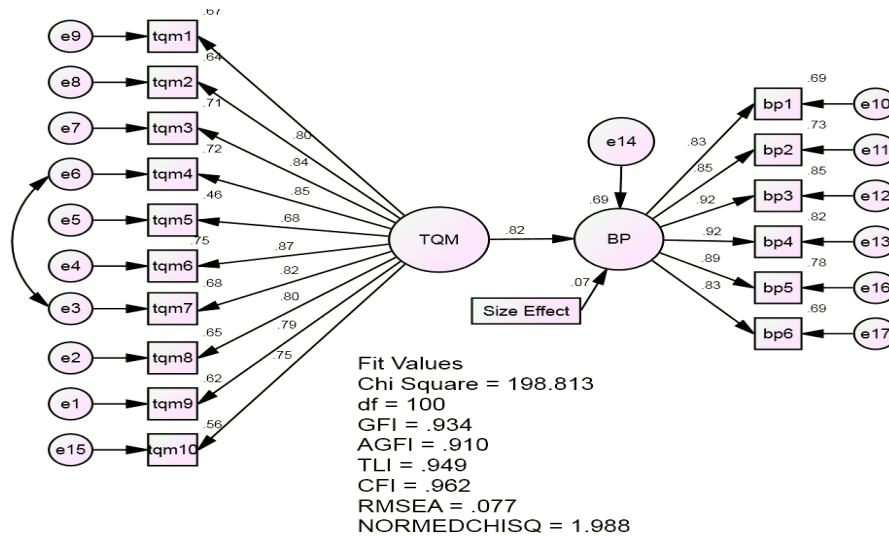 .67
e9 tqm1
.64
e8 tqm2
.71
e7 tqm3
.72
e6 tqm4
.46
e5 tqm5
.75
e4 tqm6
.68
e3 tqm7
.65
e2 tqm8
.62
e1 tqm9
.56
e15 tqm10
.80
.84
.85
.68
.87
.82
.80
.79
.75
TQM
.82
e14
.69
BP
.07
Size Effect
.83
.85
.92
.92
.89
.83
.69
bp1 e10
.73
bp2 e11
.85
bp3 e12
.82
bp4 e13
.78
bp5 e16
.69
bp6 e17
Fit Values
Chi Square = 198.813
df = 100
GFI = .934
AGFI = .910
TLI = .949
CFI = .962
RMSEA = .077
NORMEDCHISQ = 1.988